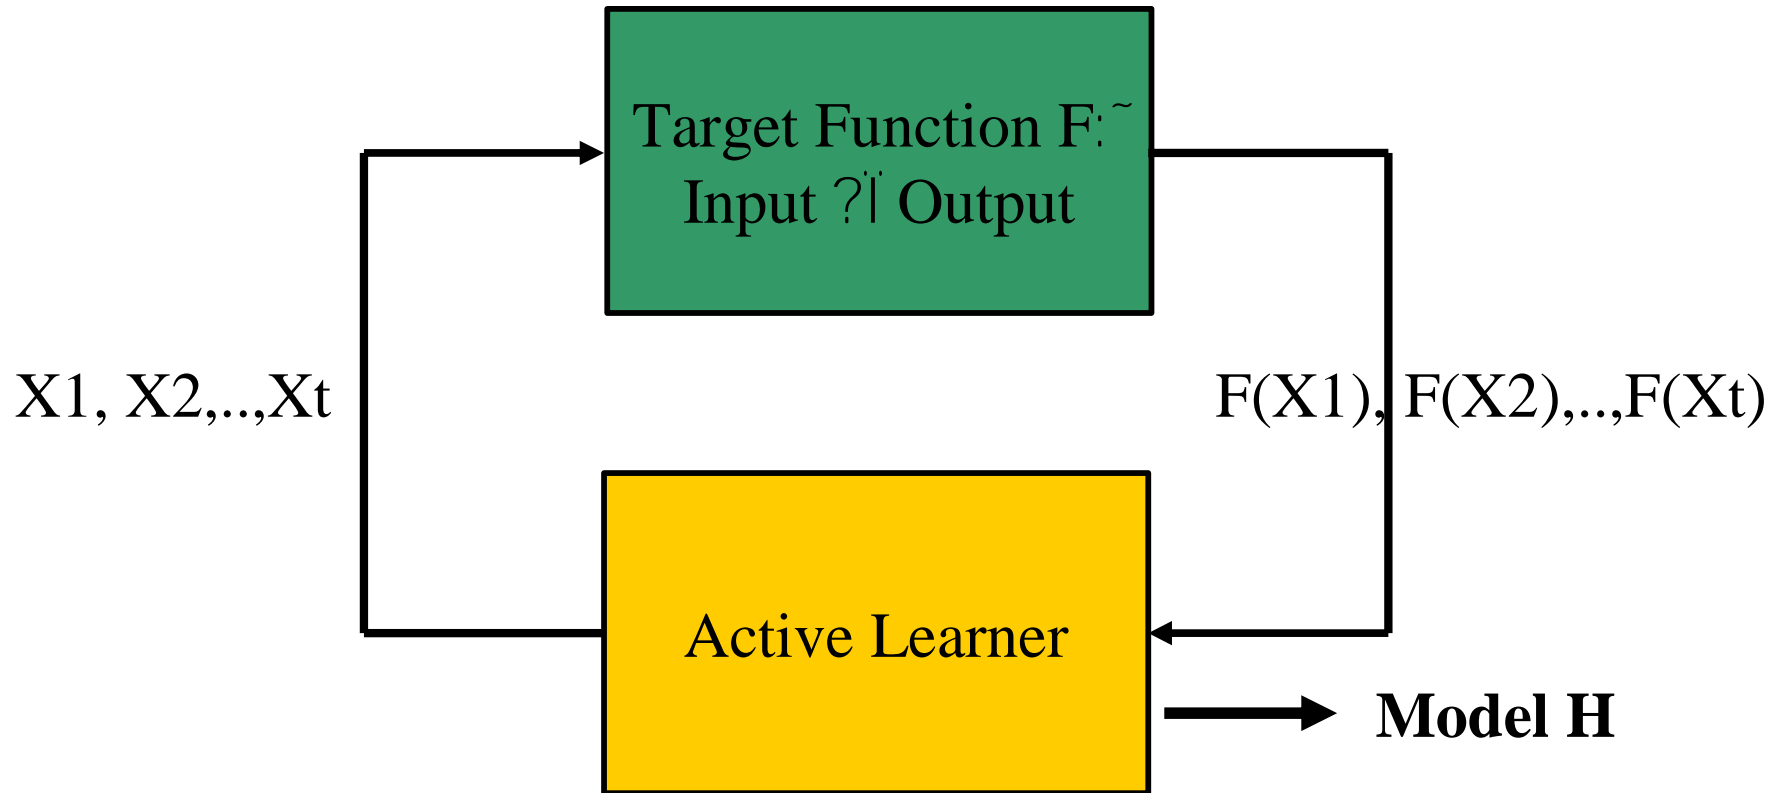 Target Function F:˜
Input ?Ï¨ Output
X1, X2,..,Xt
F(X1), F(X2),..,F(Xt)
Active Learner
Model H